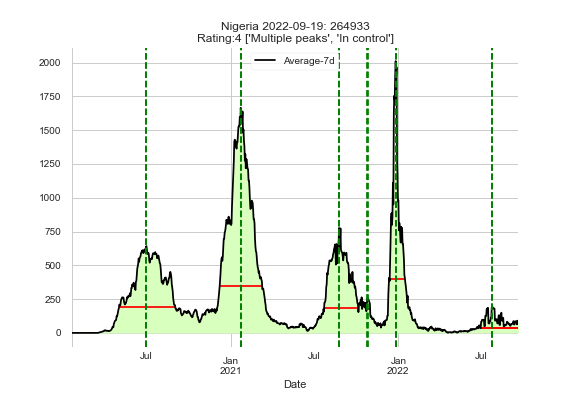 Nigeria 2022-09-19: 264933
Rating:4 ['Multiple peaks', 'In control']
Average-7d
2000
1750
1500
1250
1000
750
500
250
0
Jul
Jan
2021
Jul
Jan
2022
Jul
Date